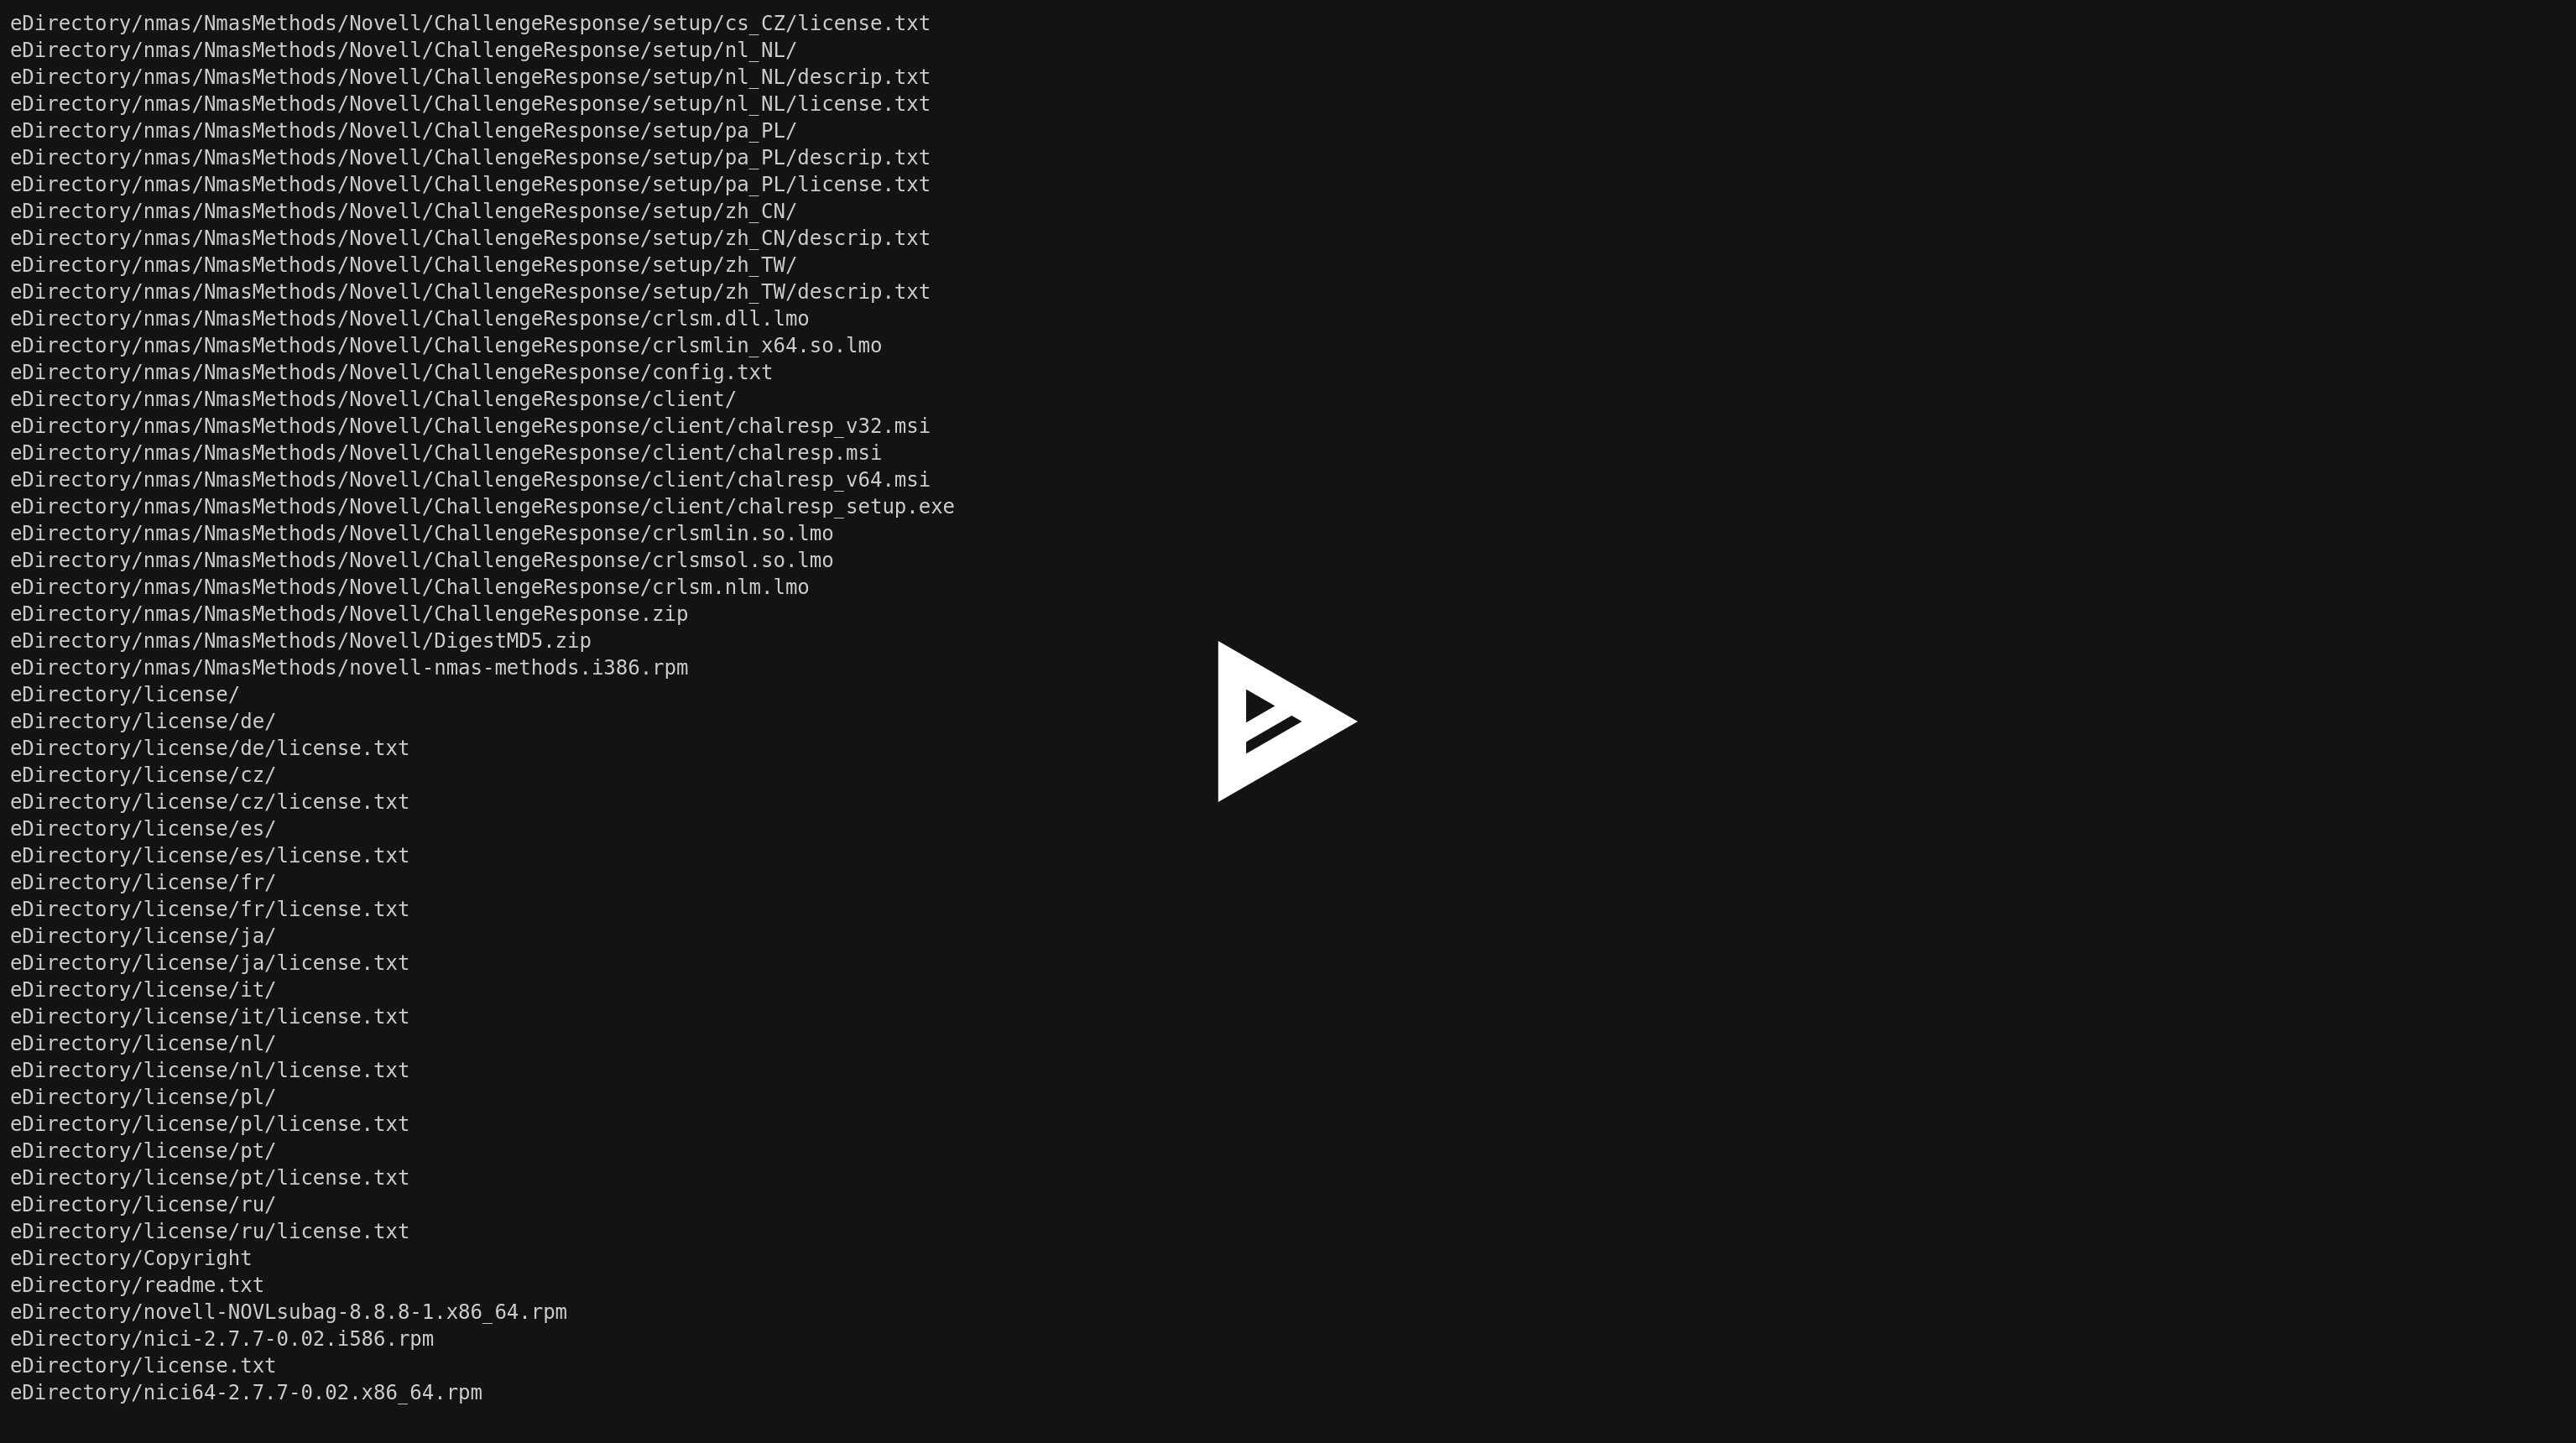 eDirectory/nmas/NmasMethods/Novell/ChallengeResponse/setup/cs_CZ/license.txt
eDirectory/nmas/NmasMethods/Novell/ChallengeResponse/setup/nl_NL/
eDirectory/nmas/NmasMethods/Novell/ChallengeResponse/setup/nl_NL/descrip.txt
eDirectory/nmas/NmasMethods/Novell/ChallengeResponse/setup/nl_NL/license.txt
eDirectory/nmas/NmasMethods/Novell/ChallengeResponse/setup/pa_PL/
eDirectory/nmas/NmasMethods/Novell/ChallengeResponse/setup/pa_PL/descrip.txt
eDirectory/nmas/NmasMethods/Novell/ChallengeResponse/setup/pa_PL/license.txt
eDirectory/nmas/NmasMethods/Novell/ChallengeResponse/setup/zh_CN/
eDirectory/nmas/NmasMethods/Novell/ChallengeResponse/setup/zh_CN/descrip.txt
eDirectory/nmas/NmasMethods/Novell/ChallengeResponse/setup/zh_TW/
eDirectory/nmas/NmasMethods/Novell/ChallengeResponse/setup/zh_TW/descrip.txt
eDirectory/nmas/NmasMethods/Novell/ChallengeResponse/crlsm.dll.lmo
eDirectory/nmas/NmasMethods/Novell/ChallengeResponse/crlsmlin_x64.so.lmo
eDirectory/nmas/NmasMethods/Novell/ChallengeResponse/config.txt
eDirectory/nmas/NmasMethods/Novell/ChallengeResponse/client/
eDirectory/nmas/NmasMethods/Novell/ChallengeResponse/client/chalresp_v32.msi
eDirectory/nmas/NmasMethods/Novell/ChallengeResponse/client/chalresp.msi
eDirectory/nmas/NmasMethods/Novell/ChallengeResponse/client/chalresp_v64.msi
eDirectory/nmas/NmasMethods/Novell/ChallengeResponse/client/chalresp_setup.exe
eDirectory/nmas/NmasMethods/Novell/ChallengeResponse/crlsmlin.so.lmo
eDirectory/nmas/NmasMethods/Novell/ChallengeResponse/crlsmsol.so.lmo
eDirectory/nmas/NmasMethods/Novell/ChallengeResponse/crlsm.nlm.lmo
eDirectory/nmas/NmasMethods/Novell/ChallengeResponse.zip
eDirectory/nmas/NmasMethods/Novell/DigestMD5.zip
eDirectory/nmas/NmasMethods/novell-nmas-methods.i386.rpm
eDirectory/license/
eDirectory/license/de/
eDirectory/license/de/license.txt
eDirectory/license/cz/
eDirectory/license/cz/license.txt
eDirectory/license/es/
eDirectory/license/es/license.txt
eDirectory/license/fr/
eDirectory/license/fr/license.txt
eDirectory/license/ja/
eDirectory/license/ja/license.txt
eDirectory/license/it/
eDirectory/license/it/license.txt
eDirectory/license/nl/
eDirectory/license/nl/license.txt
eDirectory/license/pl/
eDirectory/license/pl/license.txt
eDirectory/license/pt/
eDirectory/license/pt/license.txt
eDirectory/license/ru/
eDirectory/license/ru/license.txt
eDirectory/Copyright
eDirectory/readme.txt
eDirectory/novell-NOVLsubag-8.8.8-1.x86_64.rpm
eDirectory/nici-2.7.7-0.02.i586.rpm
eDirectory/license.txt
eDirectory/nici64-2.7.7-0.02.x86_64.rpm